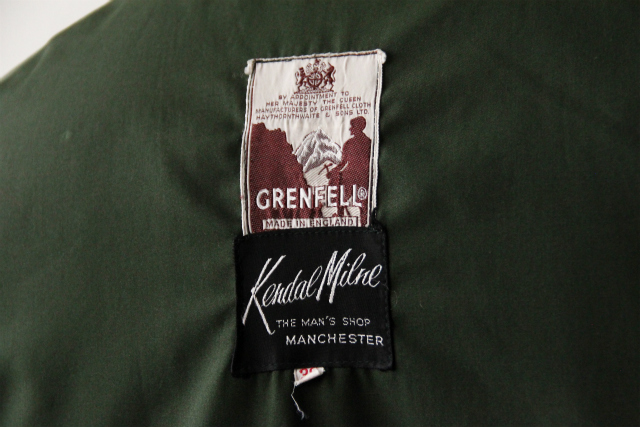 BY APPOINTMENT TO
HER MAJESTY THE QUEEN
MANUFACTURERS OF GRENFELL CLOTH
HAYTHORNTHWAITE & SONS LTD.
GRENFELL®
MADE IN ENGLAND
Kendal Milne
THE MAN'S SHOP
MANCHESTER